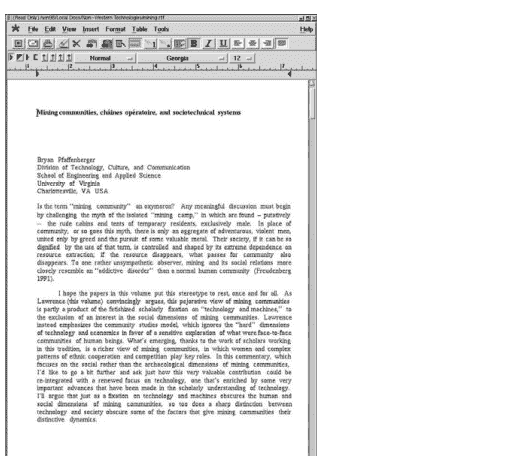 File Edit View Insert Format Table Tools Help
Normal Georgia 12
Mining communities, chaînes opératoire, and sociotechnical systems
Bryan Pfaffenberger
Division of Technology, Culture, and Communication
School of Engineering and Applied Science
University of Virginia
Charlottesville, VA USA
Is the term "mining community" an oxymoron? Any meaningful discussion must begin
by challenging the myth of the isolated "mining camp," in which are found – putatively
– the rude cabins and tents of temporary residents, exclusively male. In place of
community, or so goes this myth, there is only an aggregate of adventurous, violent men,
united only by greed and the pursuit of some valuable metal. Their society, if it can be so
dignified by the use of that term, is controlled and shaped by its extreme dependence on
resource extraction; if the resource disappears, what passes for community also
disappears. To one rather unsympathetic observer, mining and its social relations more
closely resemble an "addictive disorder" than a normal human community (Freudenberg
1991).
I hope the papers in this volume put this stereotype to rest, once and for all. As
Lawrence (this volume) convincingly argues, this pejorative view of mining communities
is partly a product of the fetishized scholarly fixation on "technology and machines," to
the exclusion of an interest in the social dimensions of mining communities. Lawrence
instead emphasizes the community studies model, which ignores the "hard" dimensions
of technology and economics in favor of a sensitive exploration of what were face-to-face
communities of human beings. What's emerging, thanks to the work of scholars working
in this tradition, is a richer view of mining communities, in which women and complex
patterns of ethnic cooperation and competition play key roles. In this commentary, which
focuses on the social rather than the archaeological dimensions of mining communities,
I'd like to go a bit further and ask just how this very valuable contribution could be
re-integrated with a renewed focus on technology, one that's enriched by some very
important advances that have been made in the scholarly understanding of technology.
I'll argue that just as a fixation on technology and machines obscures the human and
social dimensions of mining communities, so too does a sharp distinction between
technology and society obscure some of the factors that give mining communities their
distinctive dynamics.